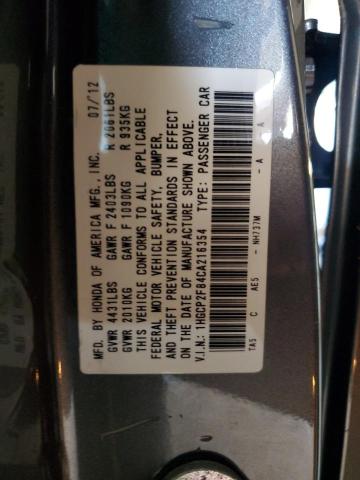 MFD. BY HONDA OF AMERICA MFG., INC. 07/12
GVWR 4431LBS GAWR F 2403LBS R 2061LBS
GVWR 2010KG GAWR F 1090KG R 935KG
THIS VEHICLE CONFORMS TO ALL APPLICABLE
FEDERAL MOTOR VEHICLE SAFETY, BUMPER,
AND THEFT PREVENTION STANDARDS IN EFFECT
ON THE DATE OF MANUFACTURE SHOWN ABOVE.
V.I.N.: 1HGCP2F84CA216354 TYPE: PASSENGER CAR
TA5 C AE5 - NH737M - A A